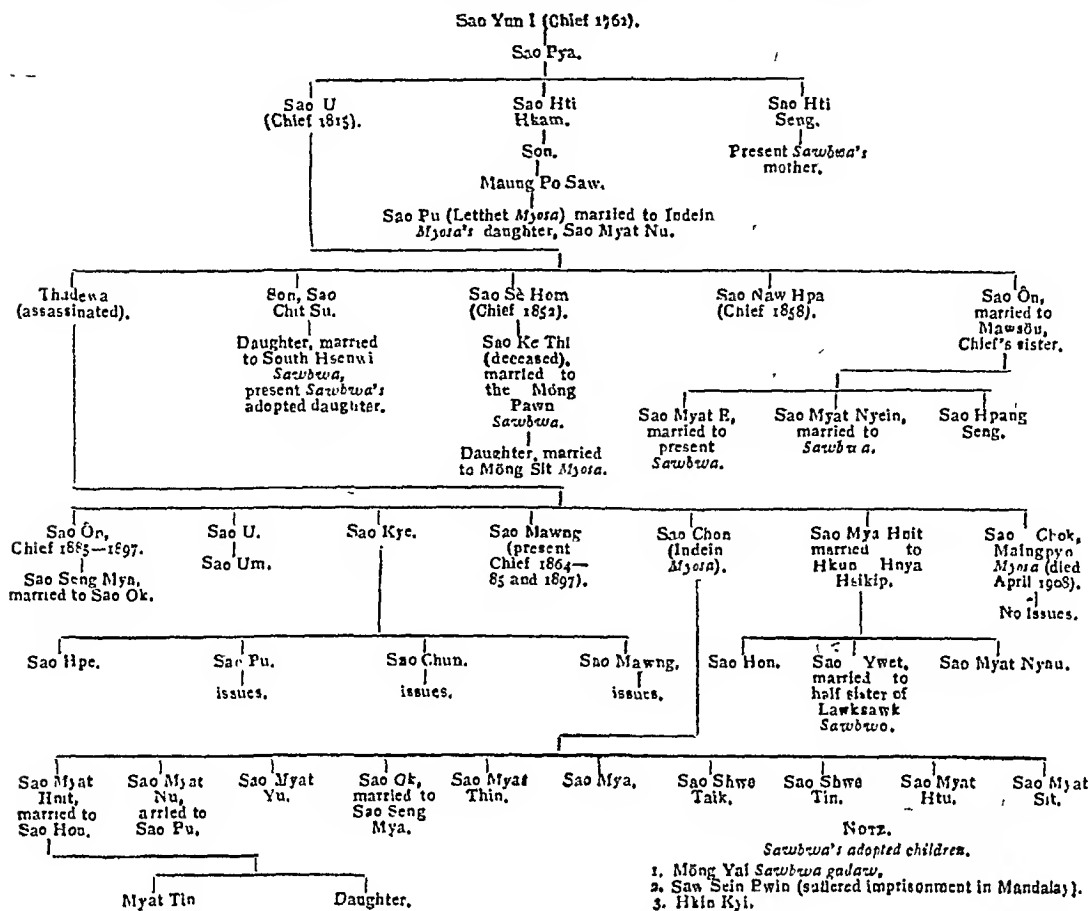 Sao Yun I (Chief 1762).
Sao Pya.
Sao U
(Chief 1815).
Sao Hti
Hkam.
Son.
Maung Po Saw.
Sao Pu (Letthet Myosa) married to Indein
Myosa's daughter, Sao Myat Nu.
Sao Hti
Seng.
Present Sawbwa's
mother.
Thadewa
(assassinated).
Son, Sao
Chit Su.
Daughter, married
to South Hsenwi
Sawbwa,
present Sawbwa's
adopted daughter.
Sao Sè Hom
(Chief 1852).
Sao Ke Thi
(deceased).
married to
the Möng
Pawn
Sawbwa.
Daughter, married
to Möng Sit Myosa.
Sao Naw Hpa
(Chief 1858).
Sao Ôn,
married to
Mawsön,
Chief's sister.
Sao Myat E,
married to
present
Sawbwa.
Sao Myat Nyein,
married to
Sawbwa.
Sao Hpang
Seng.
Sao Ôn,
Chief 1885—1897.
Sao Seng Mya,
married to Sao Ok.
Sao U.
Sao Um.
Sao Kye.
Sao Mawng
(present
Chief 1864—
85 and 1897).
Sao Chon
(Indein
Myosa).
Sao Mya Hnit
married to
Hkun Hnya
Hsikip.
Sao Chok,
Maingpyn
Myosa (died
April 1908).
No Issues.
Sao Hpe.
Sao Pu.
issues.
Sao Chun.
issues.
Sao Mawng.
issues.
Sao Hon.
Sao Ywet,
married to
half sister of
Lawksawk
Sawbwa.
Sao Myat Nynu.
Sao Myat
Hnit,
married to
Sao Hon.
Sao Myat
Nu,
arried to
Sao Pu.
Sao Myat
Yu.
Sao Ok,
married to
Sao Seng
Mya.
Sao Myat
Thin.
Sao Mya.
Sao Shwe
Taik.
Sao Shwe
Tin.
Sao Myat
Htu.
Sao Myat
Sit.
Myat Tin
Daughter.
NOTE.
Sawbwa's adopted children.
1. Möng Yai Sawbwa gadaw.
2. Saw Sein Pwin (suffered imprisonment in Mandalay).
3. Hkin Kyi.